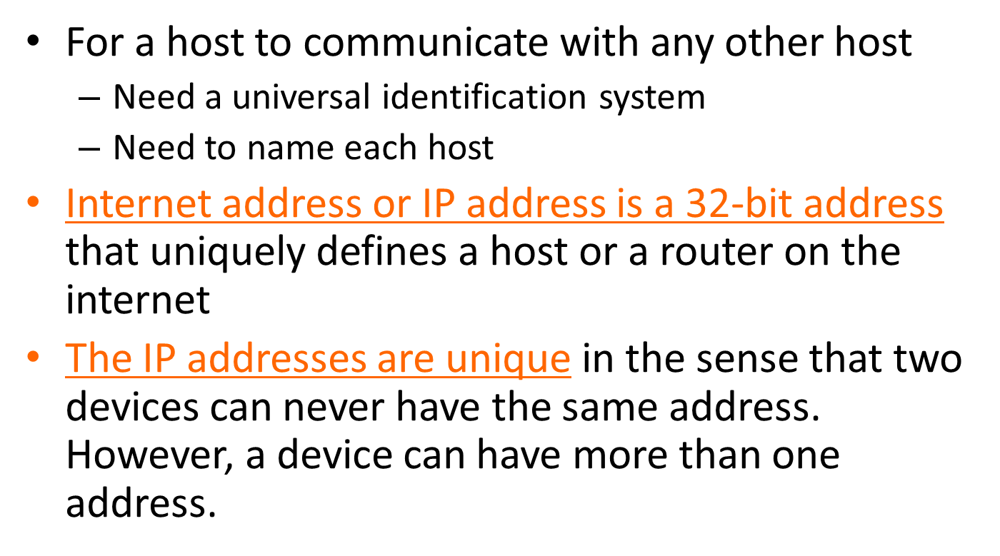 • For a host to communicate with any other host
– Need a universal identification system
– Need to name each host
• Internet address or IP address is a 32-bit address
that uniquely defines a host or a router on the
internet
• The IP addresses are unique in the sense that two
devices can never have the same address.
However, a device can have more than one
address.